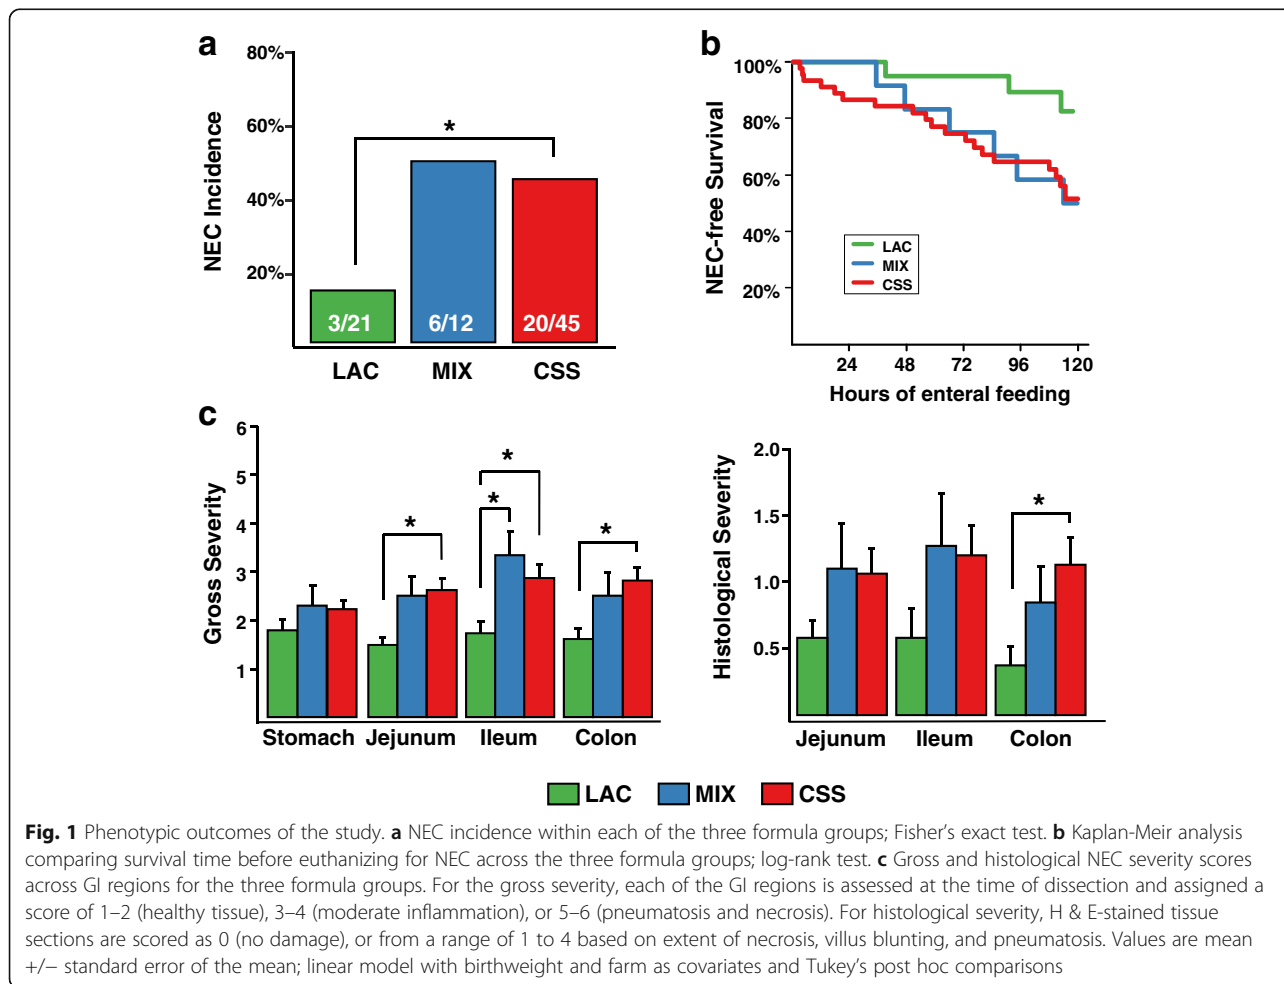 a
80%
60%
40%
20%
NEC Incidence
*
3/21
6/12
20/45
LAC
MIX
CSS
b
100%
80%
60%
40%
20%
NEC-free Survival
LAC
MIX
CSS
24
48
72
96
120
Hours of enteral feeding
c
6
5
4
3
2
1
Gross Severity
*
*
*
*
Stomach
Jejunum
Ileum
Colon
2.0
1.5
1.0
0.5
Histological Severity
*
Jejunum
Ileum
Colon
LAC
MIX
CSS
Fig. 1 Phenotypic outcomes of the study. a NEC incidence within each of the three formula groups; Fisher's exact test. b Kaplan-Meir analysis
comparing survival time before euthanizing for NEC across the three formula groups; log-rank test. c Gross and histological NEC severity scores
across GI regions for the three formula groups. For the gross severity, each of the GI regions is assessed at the time of dissection and assigned a
score of 1–2 (healthy tissue), 3–4 (moderate inflammation), or 5–6 (pneumatosis and necrosis). For histological severity, H & E-stained tissue
sections are scored as 0 (no damage), or from a range of 1 to 4 based on extent of necrosis, villus blunting, and pneumatosis. Values are mean
+/− standard error of the mean; linear model with birthweight and farm as covariates and Tukey's post hoc comparisons